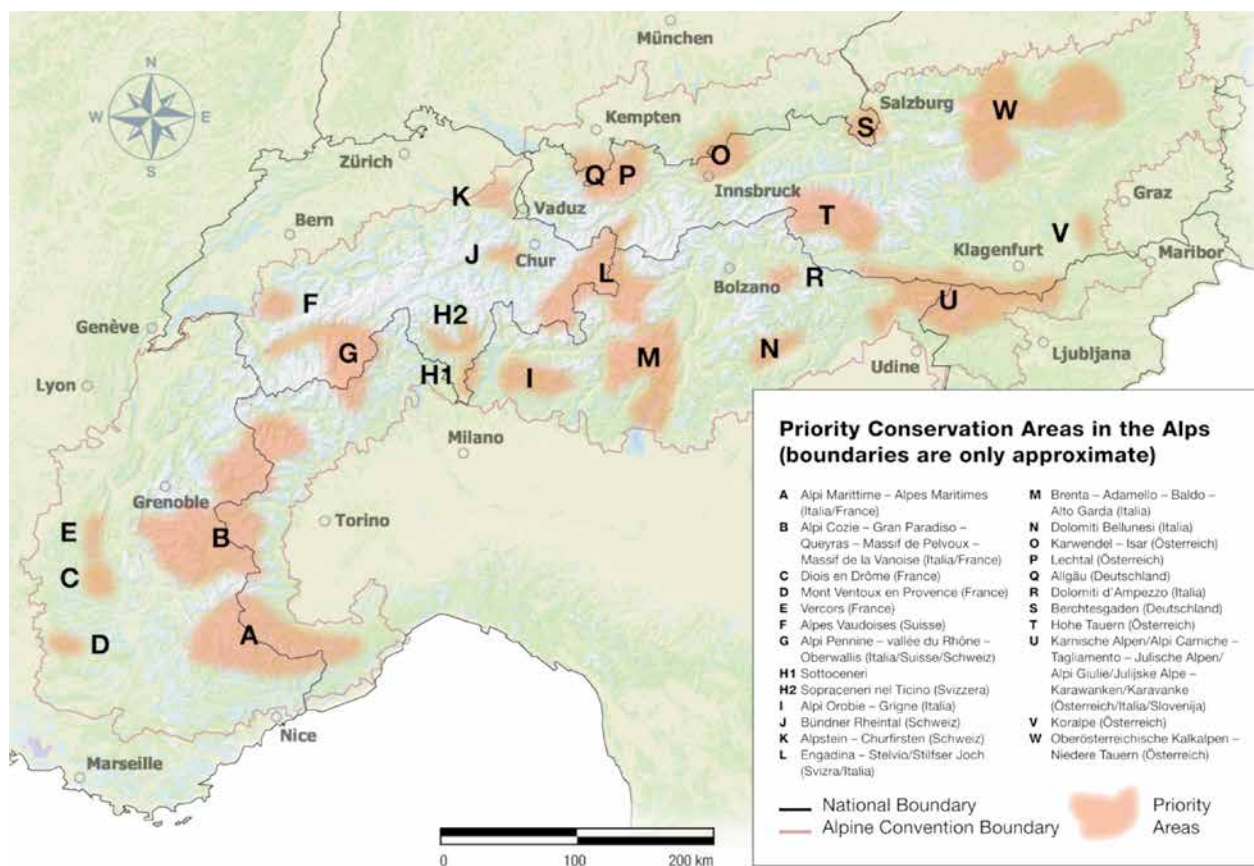 München
N
Salzburg
W
W
E
Kempten
S
O
S
Zürich
Q
P
Innsbruck
K
Graz
Vaduz
Bern
T
V
J
Chur
Klagenfurt
Maribor
L
Bolzano
R
F
U
Genève
H2
Ljubljana
G
M
N
Udine
Lyon
H1
I
Milano
Grenoble
Torino
E
B
C
A
D
Nice
Marseille
0
100
200 km
Priority Conservation Areas in the Alps
(boundaries are only approximate)
A Alpi Marittime – Alpes Maritimes
(Italia/France)
B Alpi Cozie – Gran Paradiso –
Queyras – Massif de Pelvoux –
Massif de la Vanoise (Italia/France)
C Diois en Drôme (France)
D Mont Ventoux en Provence (France)
E Vercors (France)
F Alpes Vaudoises (Suisse)
G Alpi Pennine – vallée du Rhône –
Oberwallis (Italia/Suisse/Schweiz)
H1 Sottoceneri
H2 Sopraceneri nel Ticino (Svizzera)
I Alpi Orobie – Grigne (Italia)
J Bündner Rheintal (Schweiz)
K Alpstein – Churfirsten (Schweiz)
L Engadina – Stelvio/Stilfser Joch
(Svizra/Italia)
M Brenta – Adamello – Baldo –
Alto Garda (Italia)
N Dolomiti Bellunesi (Italia)
O Karwendel – Isar (Österreich)
P Lechtal (Österreich)
Q Allgäu (Deutschland)
R Dolomiti d'Ampezzo (Italia)
S Berchtesgaden (Deutschland)
T Hohe Tauern (Österreich)
U Karnische Alpen/Alpi Carniche –
Tagliamento – Julische Alpen/
Alpi Giulie/Julijske Alpe –
Karawanken/Karavanke
(Österreich/Italia/Slovenija)
V Koralpe (Österreich)
W Oberösterreichische Kalkalpen –
Niedere Tauern (Österreich)
National Boundary
Alpine Convention Boundary
Priority
Areas